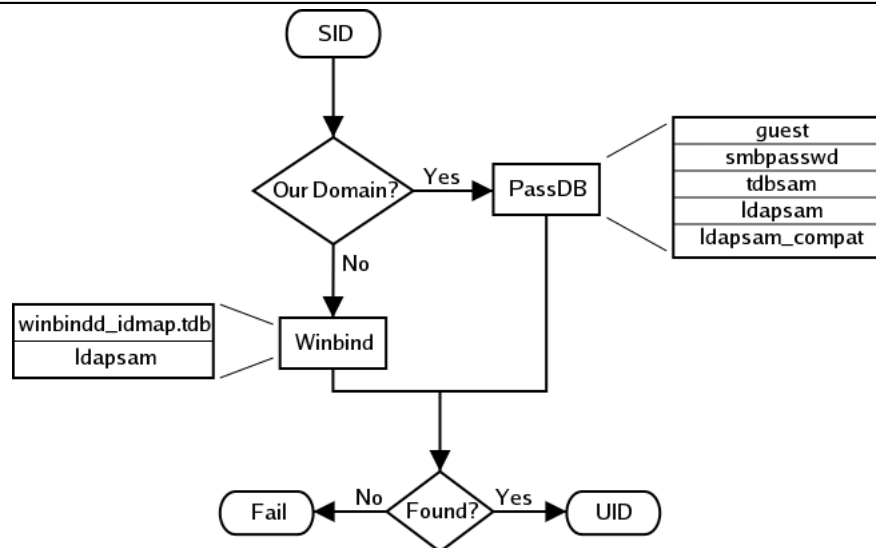 SID
Our Domain?
Yes
PassDB
guest
smbpasswd
tdbsam
ldapsam
ldapsam_compat
No
winbindd_idmap.tdb
ldapsam
Winbind
Fail
No
Found?
Yes
UID